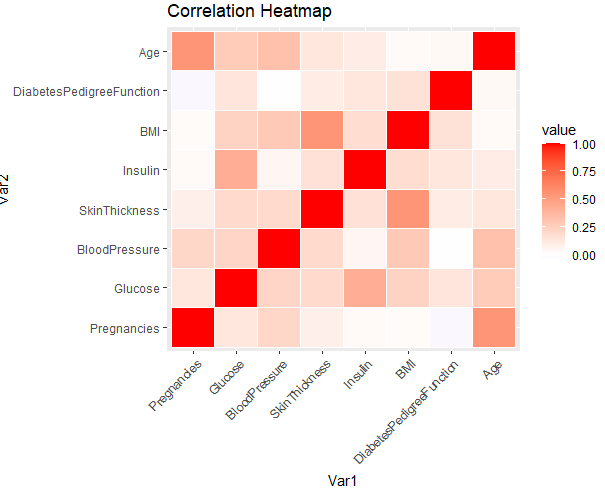 Correlation Heatmap
Var2
Age
DiabetesPedigreeFunction
BMI
Insulin
SkinThickness
BloodPressure
Glucose
Pregnancies
Pregnancies
Glucose
BloodPressure
SkinThickness
Insulin
BMI
DiabetesPedigreeFunction
Age
Var1
value
1.00
0.75
0.50
0.25
0.00